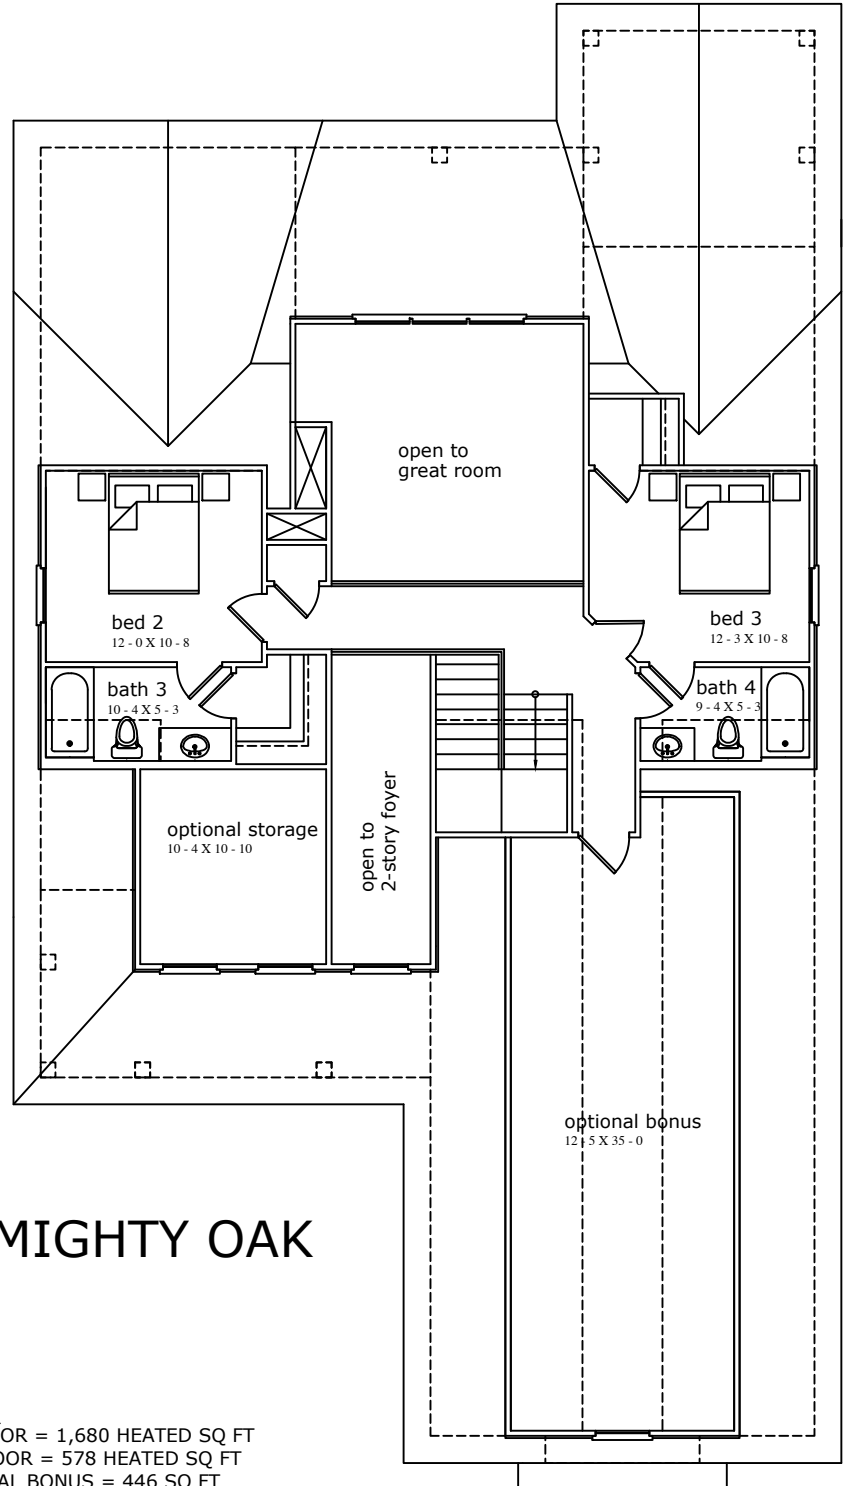 open to
great room
bed 2
12 - 0 X 10 - 8
bed 3
12 - 3 X 10 - 8
bath 3
10 - 4 X 5 - 3
bath 4
9 - 4 X 5 - 3
optional storage
10 - 4 X 10 - 10
open to
2-story foyer
optional bonus
12 - 5 X 35 - 0
MIGHTY OAK
OR = 1,680 HEATED SQ FT
OOR = 578 HEATED SQ FT
AL BONUS = 446 SQ FT